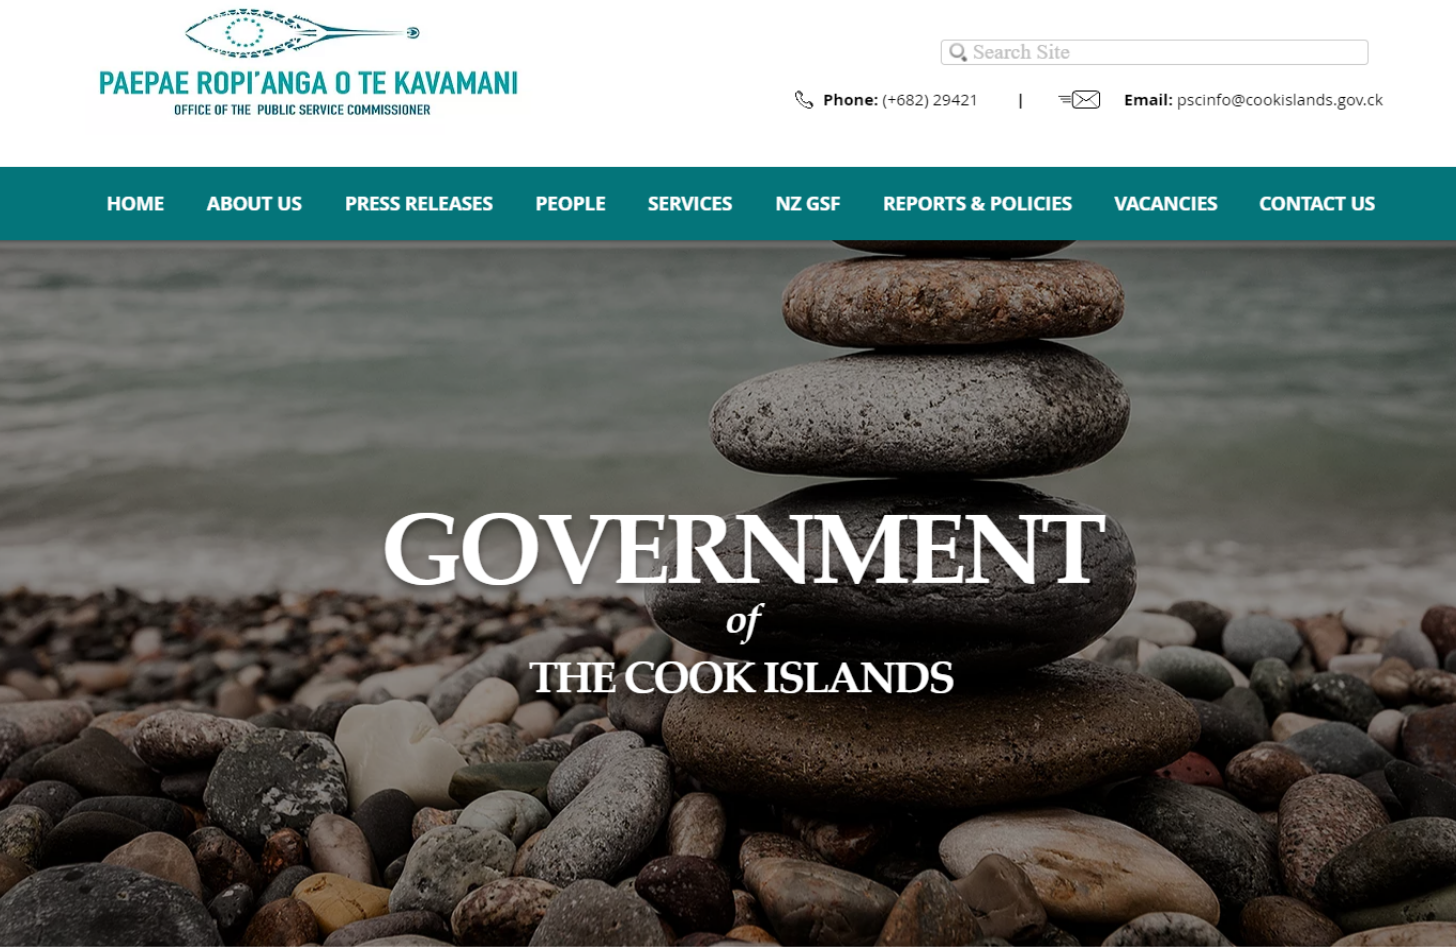 PAEPAE ROPI'ANGA O TE KAVAMANI
OFFICE OF THE PUBLIC SERVICE COMMISSIONER
Search Site
Phone: (+682) 29421 | Email: pscinfo@cookislands.gov.ck
HOME ABOUT US PRESS RELEASES PEOPLE SERVICES NZ GSF REPORTS & POLICIES VACANCIES CONTACT US
GOVERNMENT
of
THE COOK ISLANDS